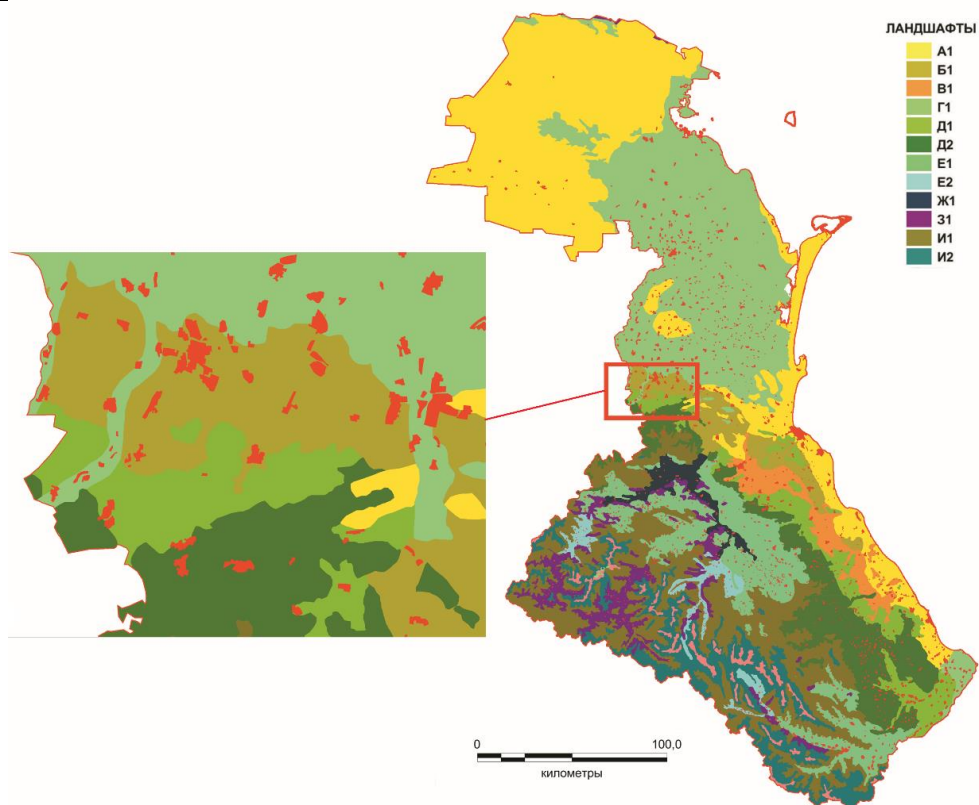 ЛАНДШАФТЫ
А1
Б1
В1
Г1
Д1
Д2
Е1
Е2
Ж1
З1
И1
И2
0 100,0
километры